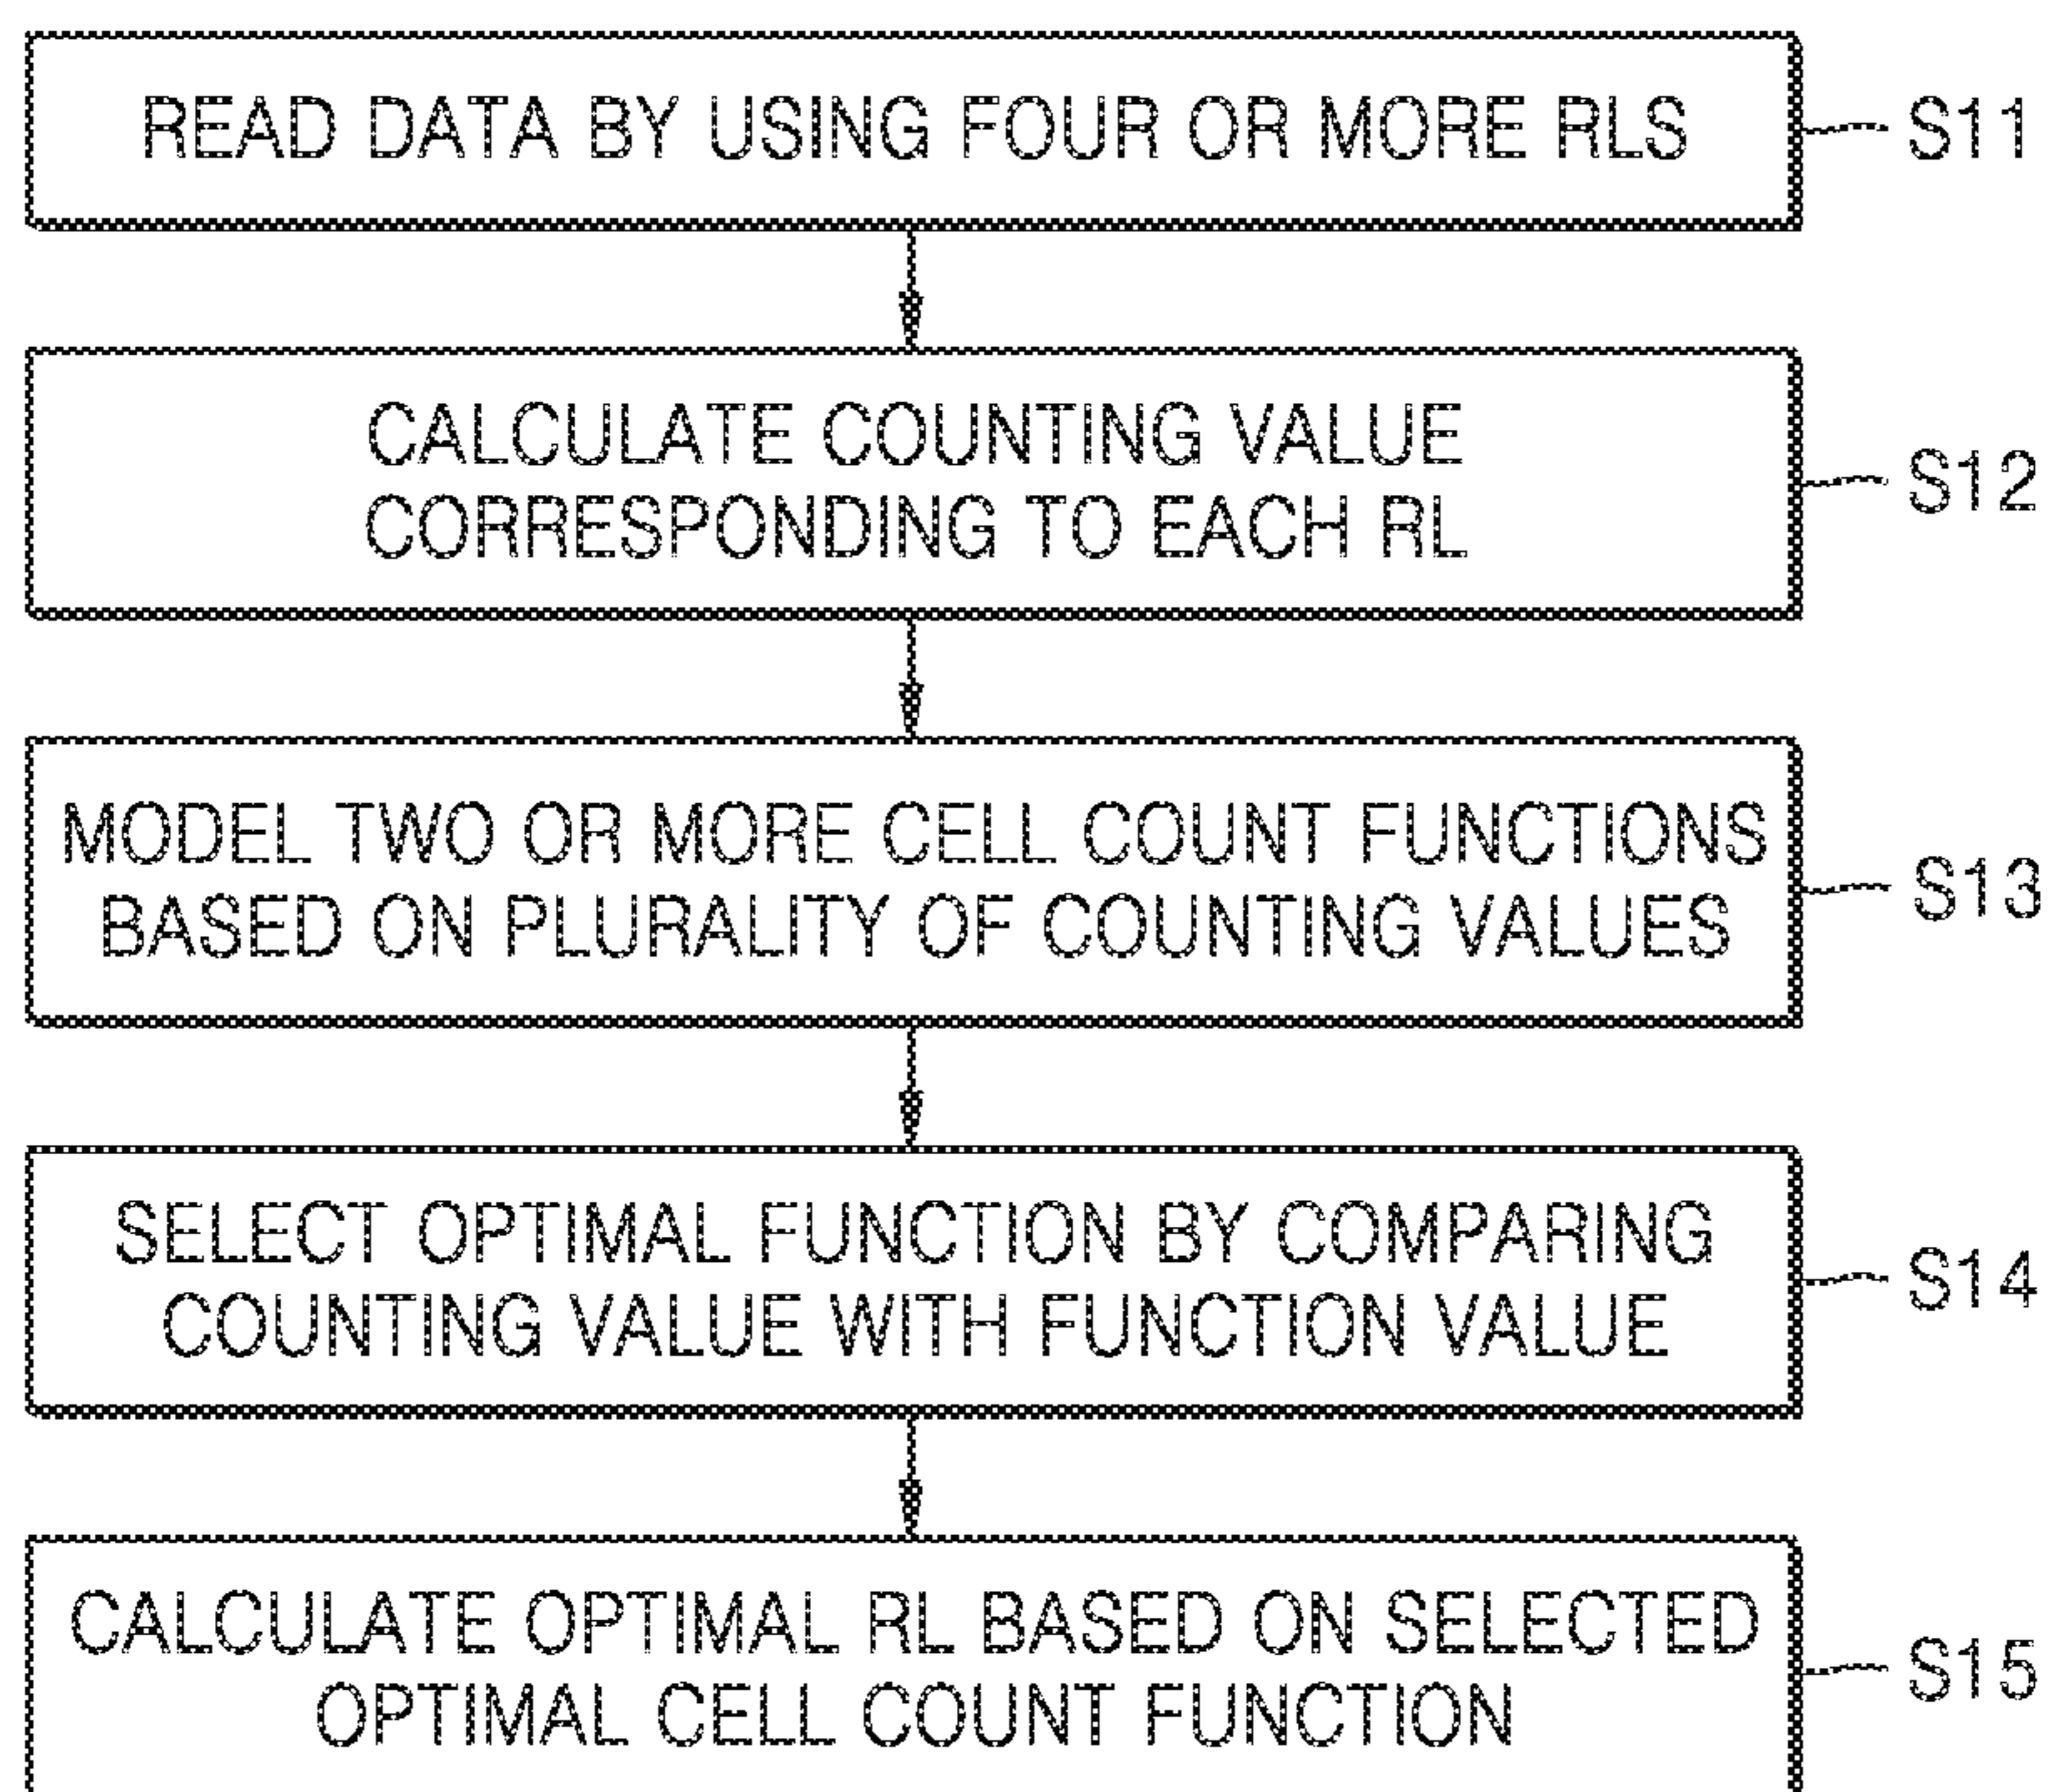 READ DATA BY USING FOUR OR MORE RLS
S11
CALCULATE COUNTING VALUE
CORRESPONDING TO EACH RL
S12
MODEL TWO OR MORE CELL COUNT FUNCTIONS
BASED ON PLURALITY OF COUNTING VALUES
S13
SELECT OPTIMAL FUNCTION BY COMPARING
COUNTING VALUE WITH FUNCTION VALUE
S14
CALCULATE OPTIMAL RL BASED ON SELECTED
OPTIMAL CELL COUNT FUNCTION
S15